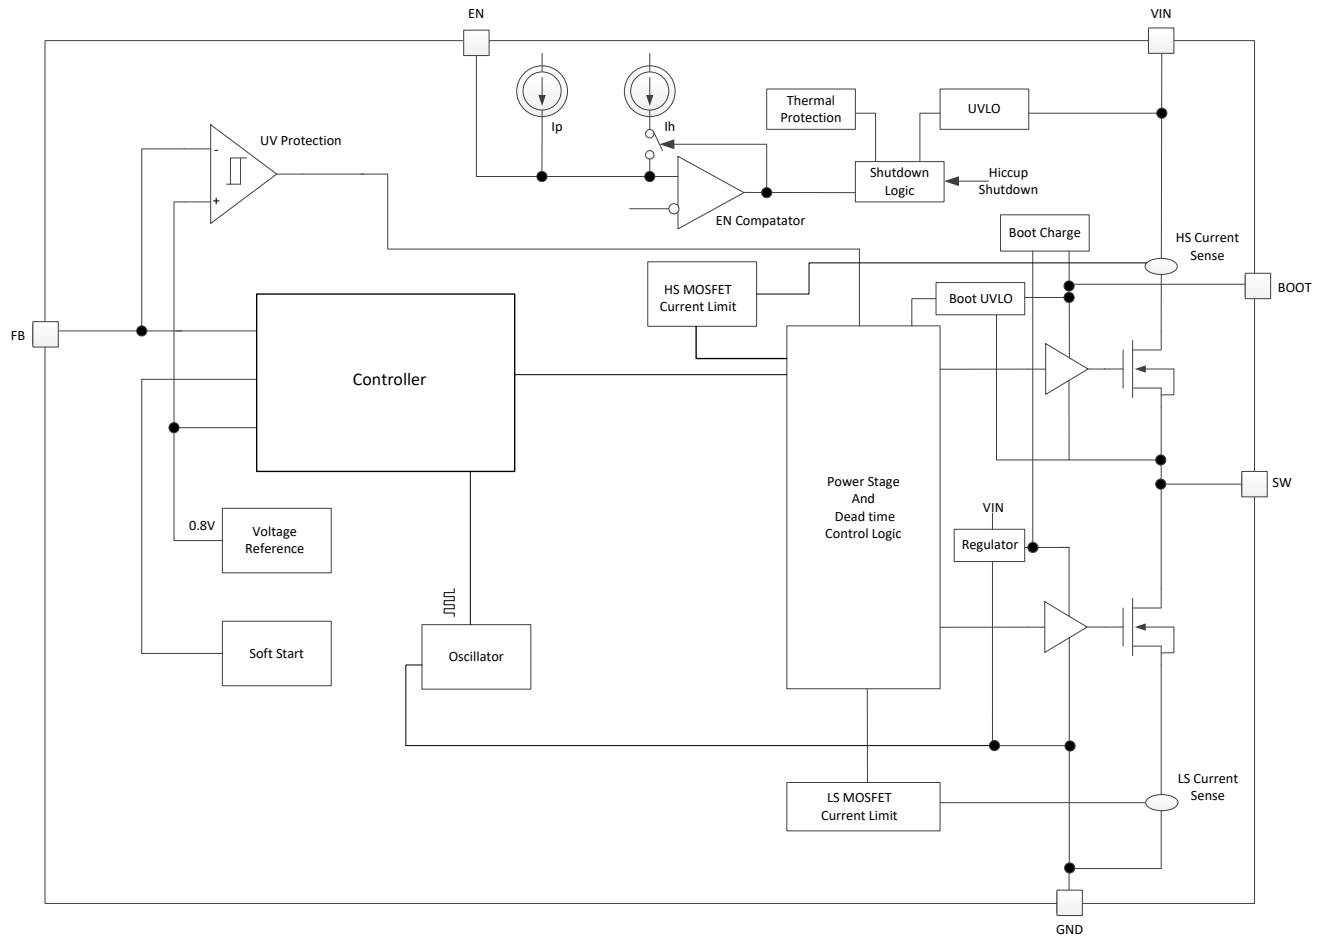 EN
VIN
Ip
Ih
Thermal
Protection
UVLO
UV Protection
-
+
Shutdown
Logic
Hiccup
Shutdown
EN Compatator
Boot Charge
HS Current
Sense
HS MOSFET
Current Limit
Boot UVLO
BOOT
FB
Controller
Power Stage
And
Dead time
Control Logic
SW
0.8V
Voltage
Reference
VIN
Regulator
Soft Start
Oscillator
LS MOSFET
Current Limit
LS Current
Sense
GND